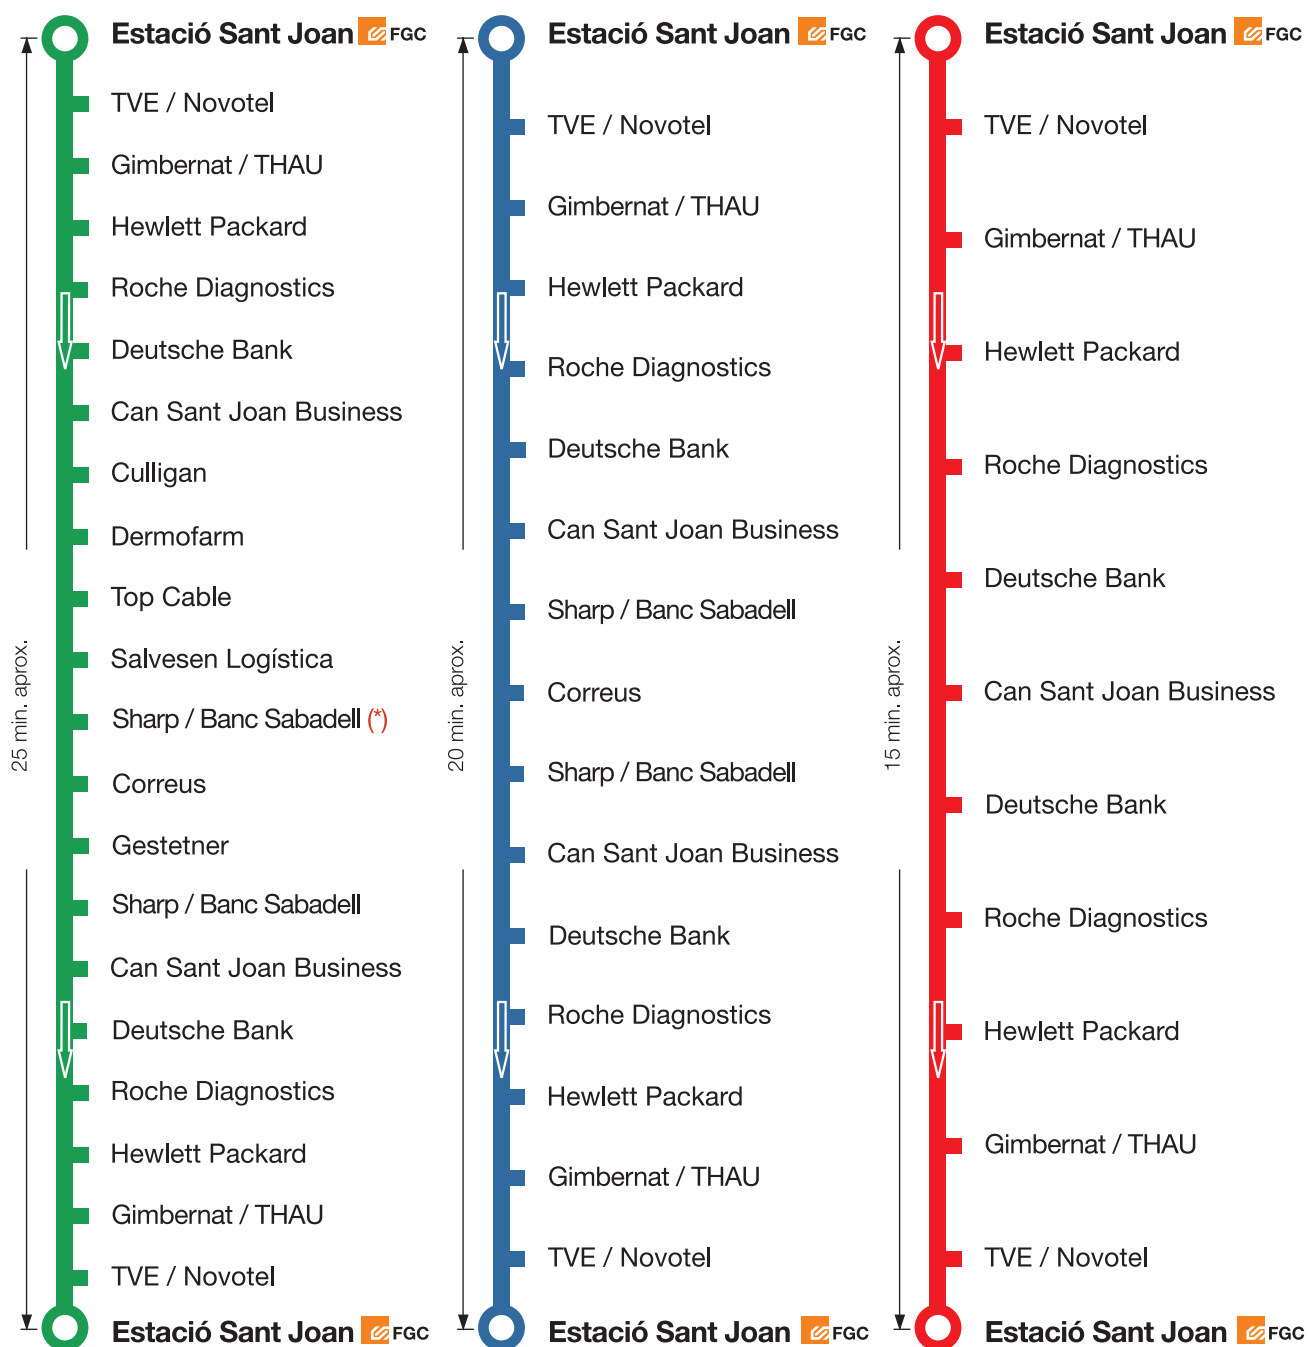 Estació Sant Joan FGC
TVE / Novotel
Gimbernat / THAU
Hewlett Packard
Roche Diagnostics
Deutsche Bank
Can Sant Joan Business
Culligan
Dermofarm
Top Cable
Salvesen Logística
Sharp / Banc Sabadell (*)
Correus
Gestetner
Sharp / Banc Sabadell
Can Sant Joan Business
Deutsche Bank
Roche Diagnostics
Hewlett Packard
Gimbernat / THAU
TVE / Novotel
Estació Sant Joan FGC
25 min. aprox.
Estació Sant Joan FGC
TVE / Novotel
Gimbernat / THAU
Hewlett Packard
Roche Diagnostics
Deutsche Bank
Can Sant Joan Business
Sharp / Banc Sabadell
Correus
Sharp / Banc Sabadell
Can Sant Joan Business
Deutsche Bank
Roche Diagnostics
Hewlett Packard
Gimbernat / THAU
TVE / Novotel
Estació Sant Joan FGC
20 min. aprox.
Estació Sant Joan FGC
TVE / Novotel
Gimbernat / THAU
Hewlett Packard
Roche Diagnostics
Deutsche Bank
Can Sant Joan Business
Deutsche Bank
Roche Diagnostics
Hewlett Packard
Gimbernat / THAU
TVE / Novotel
Estació Sant Joan FGC
15 min. aprox.